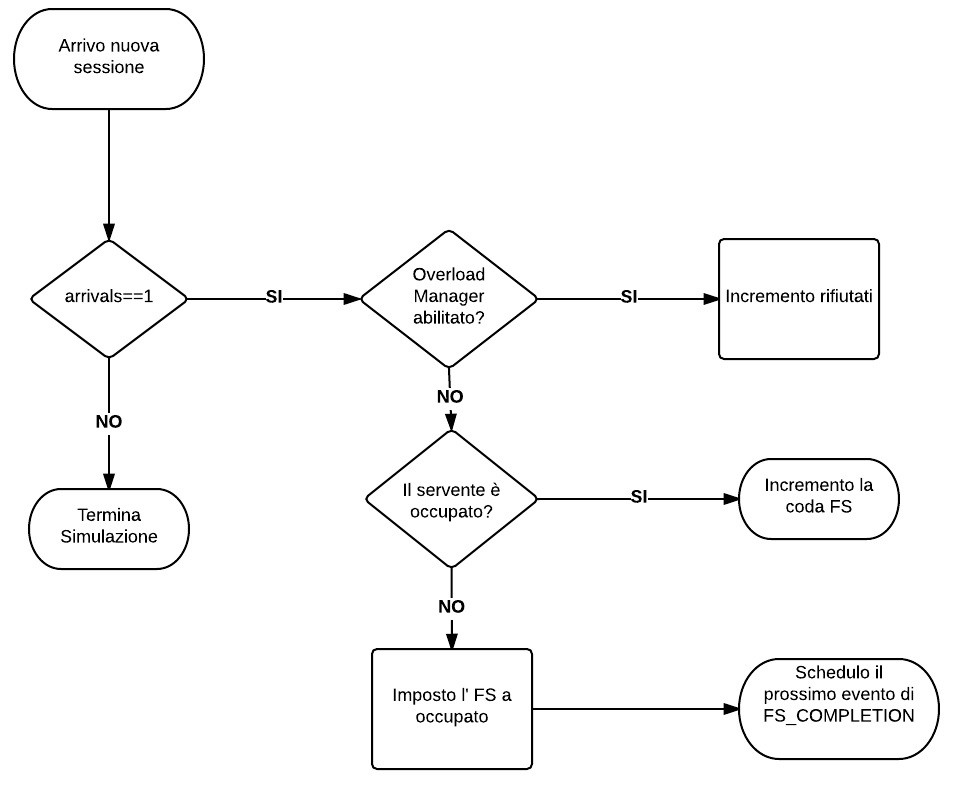 Arrivo nuova
sessione
arrivals==1
SI
Overload
Manager
abilitato?
SI
Incremento rifiutati
NO
NO
Il servente è
occupato?
SI
Incremento la
coda FS
Termina
Simulazione
NO
Imposto l' FS a
occupato
Schedulo il
prossimo evento di
FS_COMPLETION